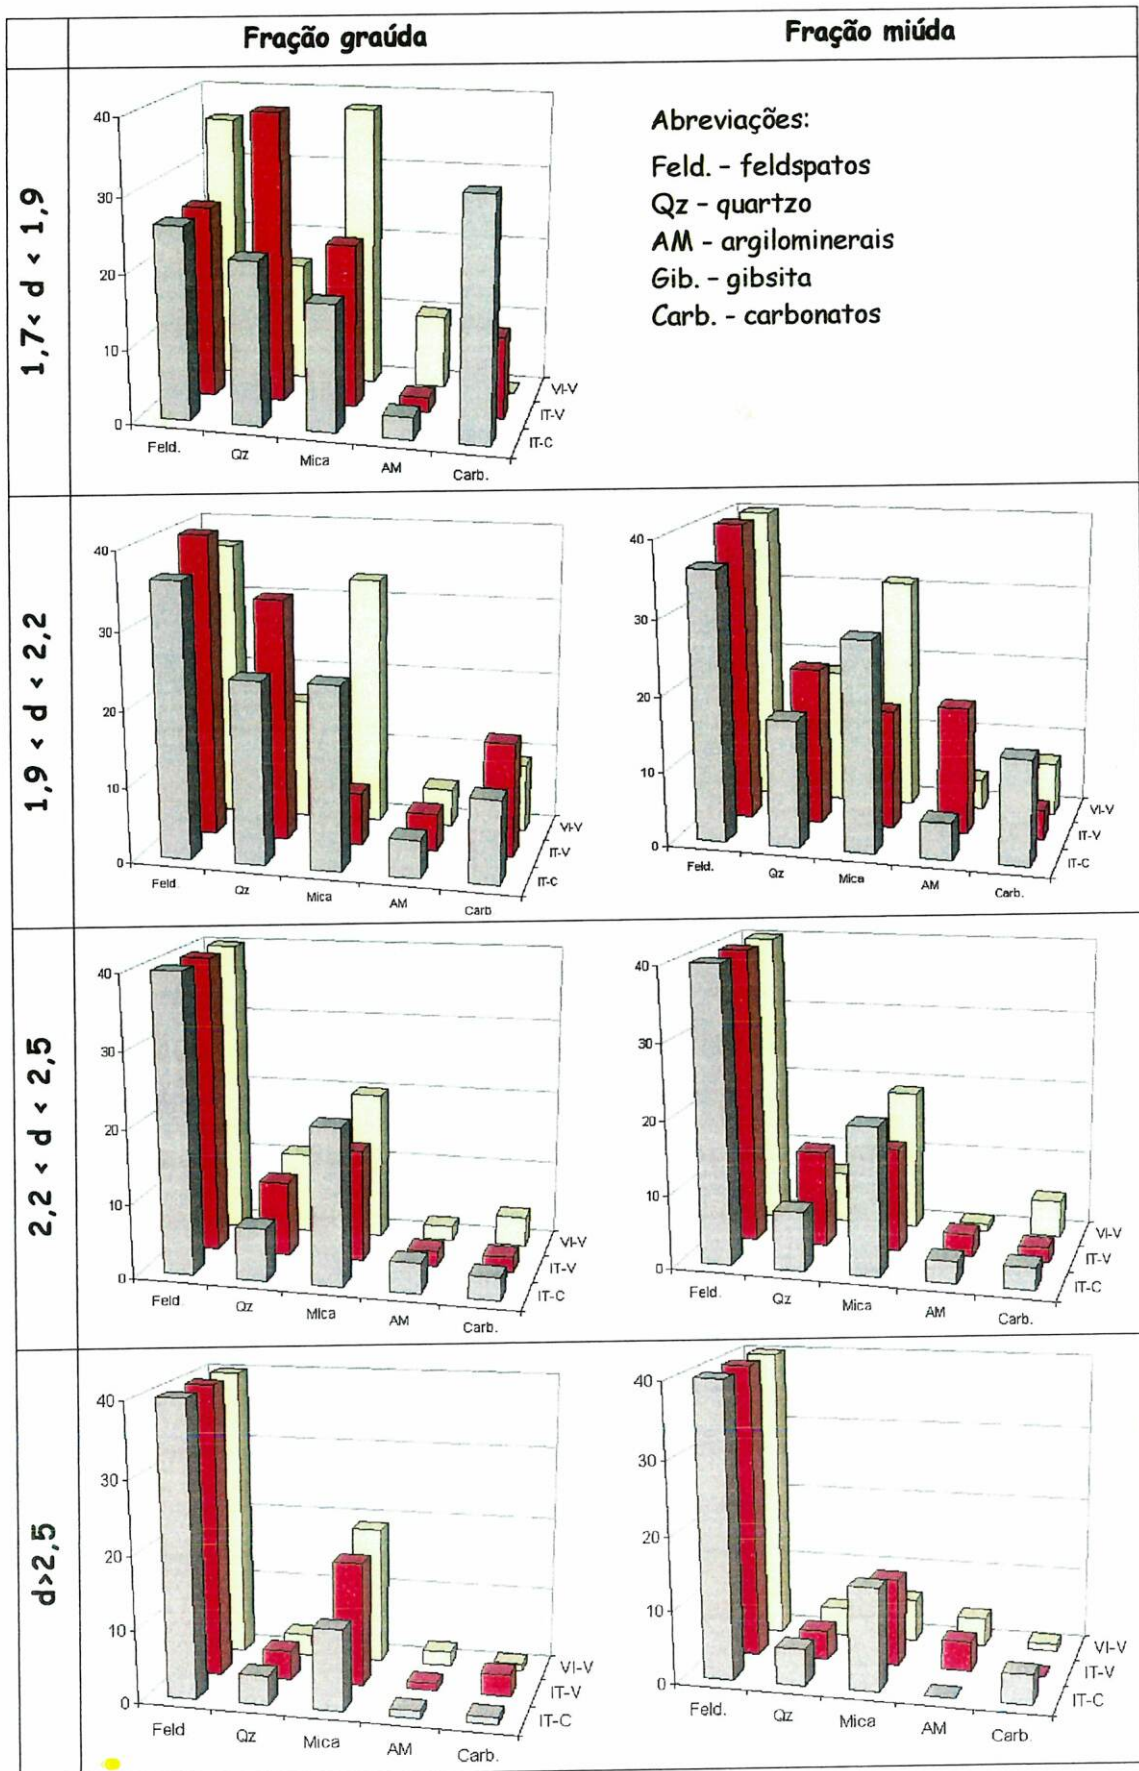 Fração graúda
Fração miúda
1,7< d < 1,9
40
30
20
10
0
Feld.
Qz
Mica
AM
Carb.
VI-V
IT-V
IT-C
Abreviações:
Feld. - feldspatos
Qz - quartzo
AM - argilominerais
Gib. - gibsita
Carb. - carbonatos
1,9 < d < 2,2
40
30
20
10
0
Feld.
Qz
Mica
AM
Carb
VI-V
IT-V
IT-C
40
30
20
10
0
Feld.
Qz
Mica
AM
Carb.
VI-V
IT-V
IT-C
2,2 < d < 2,5
40
30
20
10
0
Feld.
Qz
Mica
AM
Carb.
VI-V
IT-V
IT-C
40
30
20
10
0
Feld.
Qz
Mica
AM
Carb.
VI-V
IT-V
IT-C
d>2,5
40
30
20
10
0
Feld
Qz
Mica
AM
Carb.
VI-V
IT-V
IT-C
40
30
20
10
0
Feld.
Qz
Mica
AM
Carb.
VI-V
IT-V
IT-C